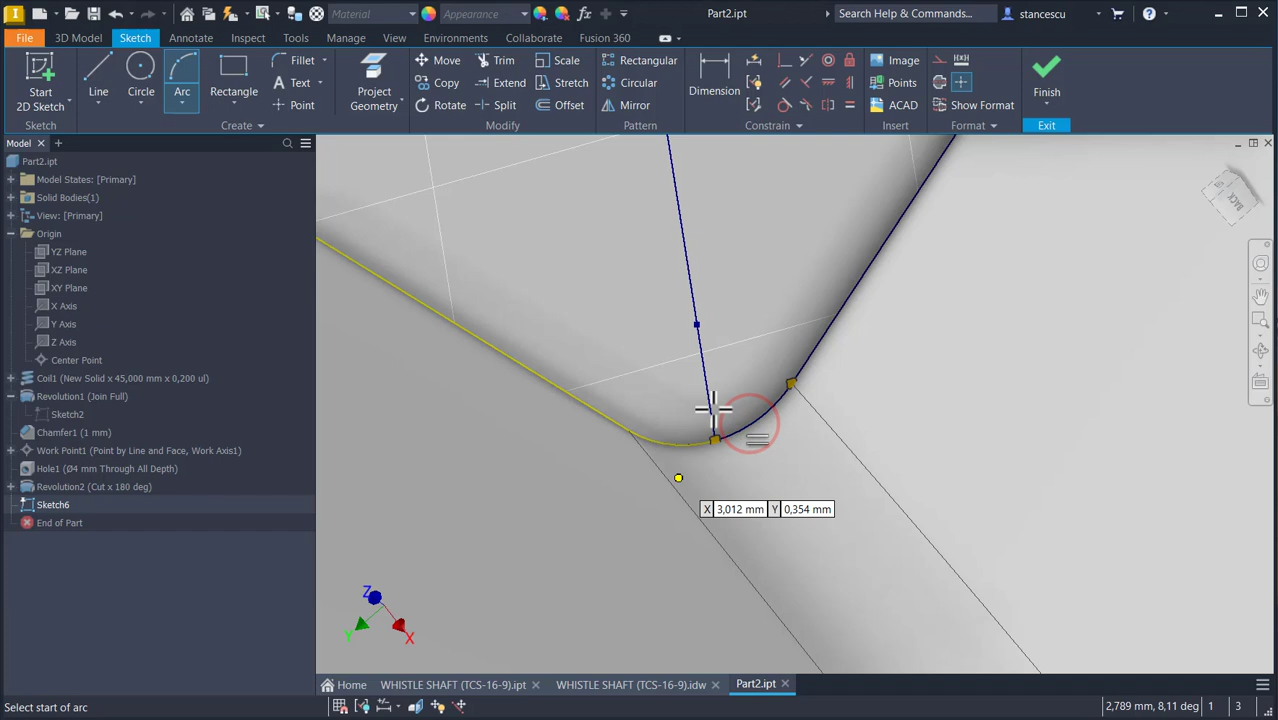 Material
Appearance
Part2.ipt
Search Help & Commands...
stancescu
File
3D Model
Sketch
Annotate
Inspect
Tools
Manage
View
Environments
Collaborate
Fusion 360
Start
2D Sketch
Line
Circle
Arc
Rectangle
Fillet
Text
Point
Project
Geometry
Move
Copy
Rotate
Trim
Extend
Split
Scale
Stretch
Offset
Rectangular
Circular
Mirror
Dimension
Image
Points
ACAD
Show Format
Finish
Sketch
Create
Modify
Pattern
Constrain
Insert
Format
Exit
Model
Part2.ipt
Model States: [Primary]
Solid Bodies(1)
View: [Primary]
Origin
YZ Plane
XZ Plane
XY Plane
X Axis
Y Axis
Z Axis
Center Point
Coil1 (New Solid x 45,000 mm x 0,200 ul)
Revolution1 (Join Full)
Sketch2
Chamfer1 (1 mm)
Work Point1 (Point by Line and Face, Work Axis1)
Hole1 (Ø4 mm Through All Depth)
Revolution2 (Cut x 180 deg)
Sketch6
End of Part
BACK
X 3,012 mm Y 0,354 mm
Z
Y
X
Home
WHISTLE SHAFT (TCS-16-9).ipt
WHISTLE SHAFT (TCS-16-9).idw
Part2.ipt
Select start of arc
2,789 mm, 8,11 deg 1 3